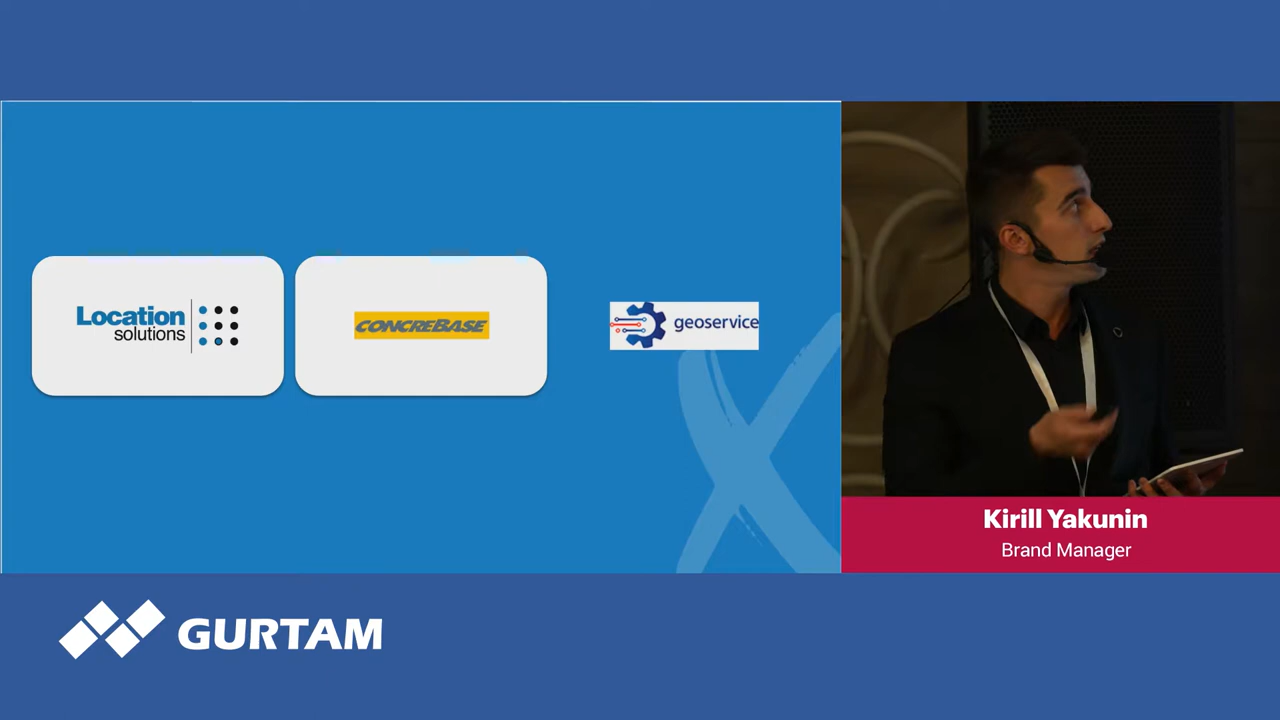 Location
solutions
CONCREBASE
geoservice
Kirill Yakunin
Brand Manager
GURTAM